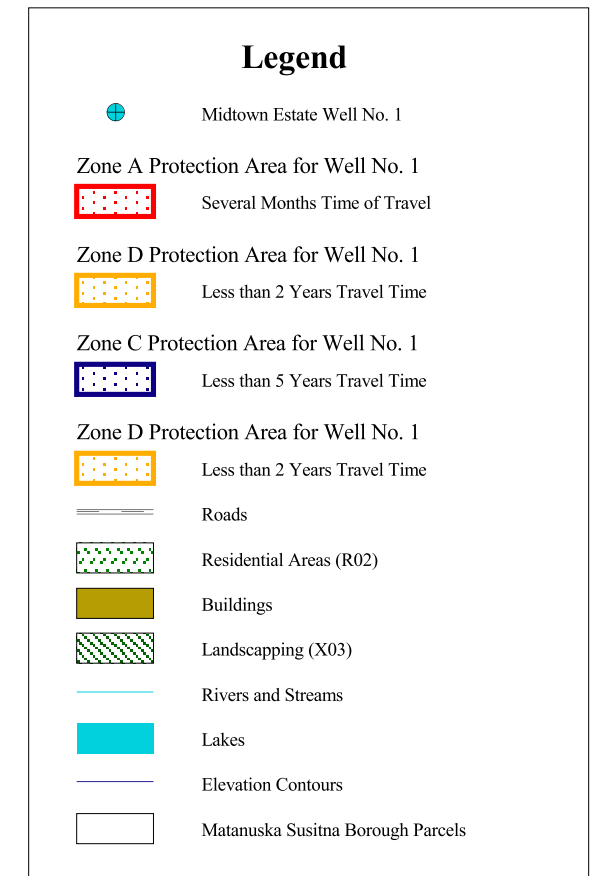 Legend
Midtown Estate Well No. 1
Zone A Protection Area for Well No. 1
Several Months Time of Travel
Zone D Protection Area for Well No. 1
Less than 2 Years Travel Time
Zone C Protection Area for Well No. 1
Less than 5 Years Travel Time
Zone D Protection Area for Well No. 1
Less than 2 Years Travel Time
Roads
Residential Areas (R02)
Buildings
Landscapping (X03)
Rivers and Streams
Lakes
Elevation Contours
Matanuska Susitna Borough Parcels